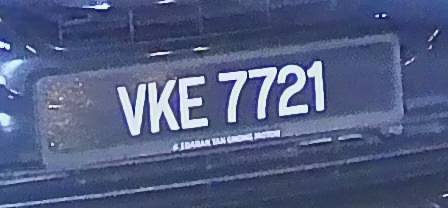 VKE 7721
EDARAN TAN CHONG MOTOR